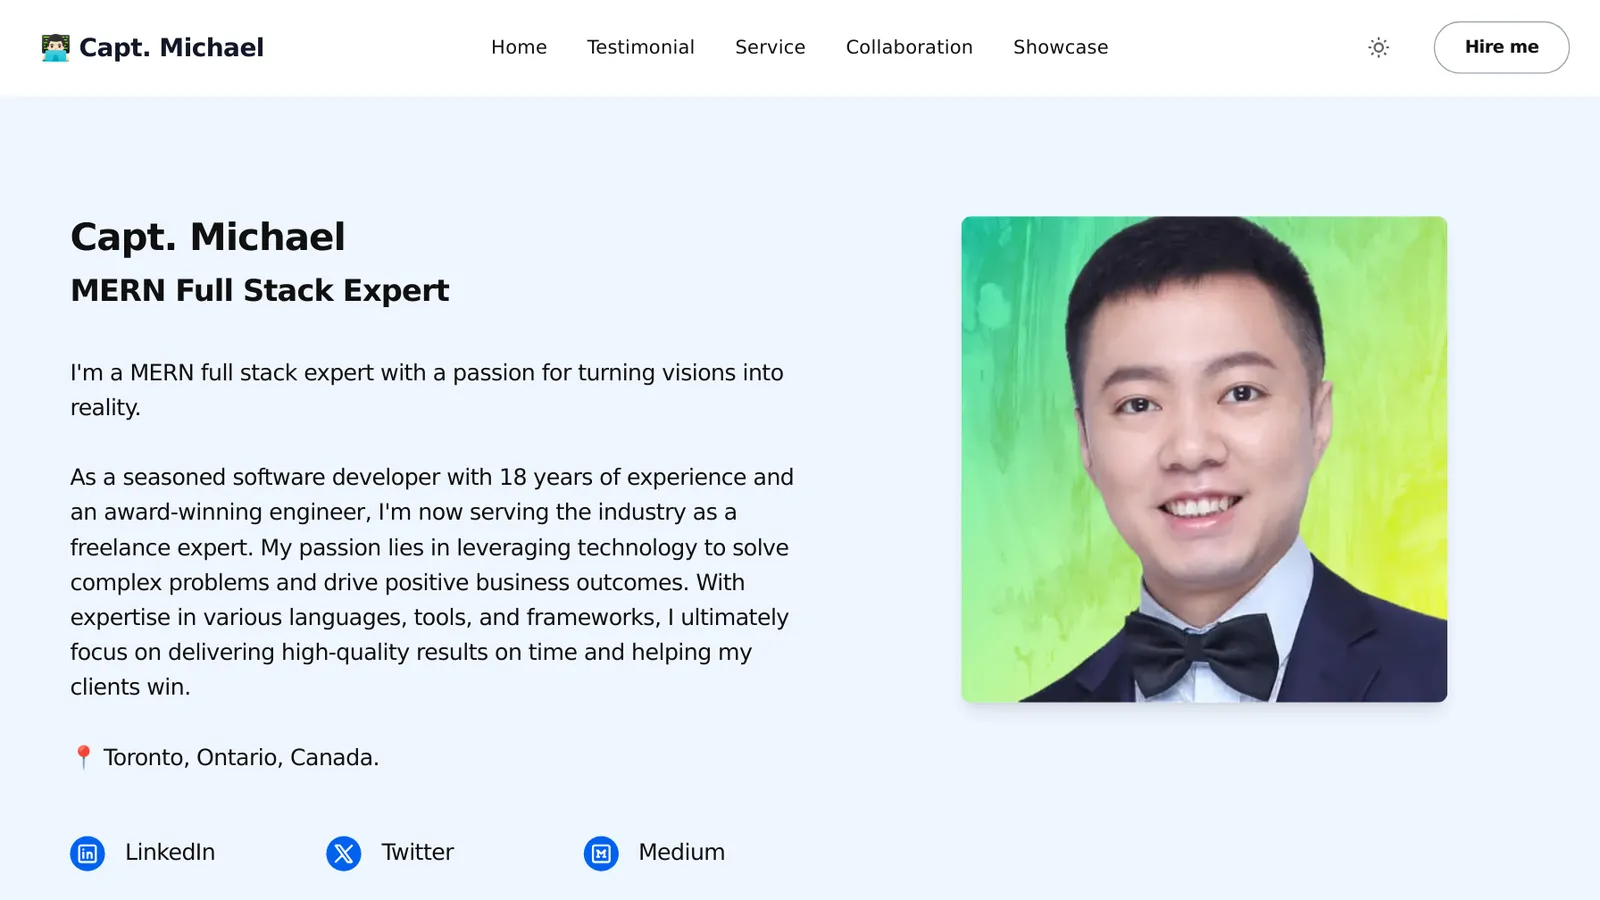 Capt. Michael
Home Testimonial Service Collaboration Showcase
Hire me
Capt. Michael
MERN Full Stack Expert
I'm a MERN full stack expert with a passion for turning visions into
reality.
As a seasoned software developer with 18 years of experience and
an award-winning engineer, I'm now serving the industry as a
freelance expert. My passion lies in leveraging technology to solve
complex problems and drive positive business outcomes. With
expertise in various languages, tools, and frameworks, I ultimately
focus on delivering high-quality results on time and helping my
clients win.
📍 Toronto, Ontario, Canada.
LinkedIn Twitter Medium